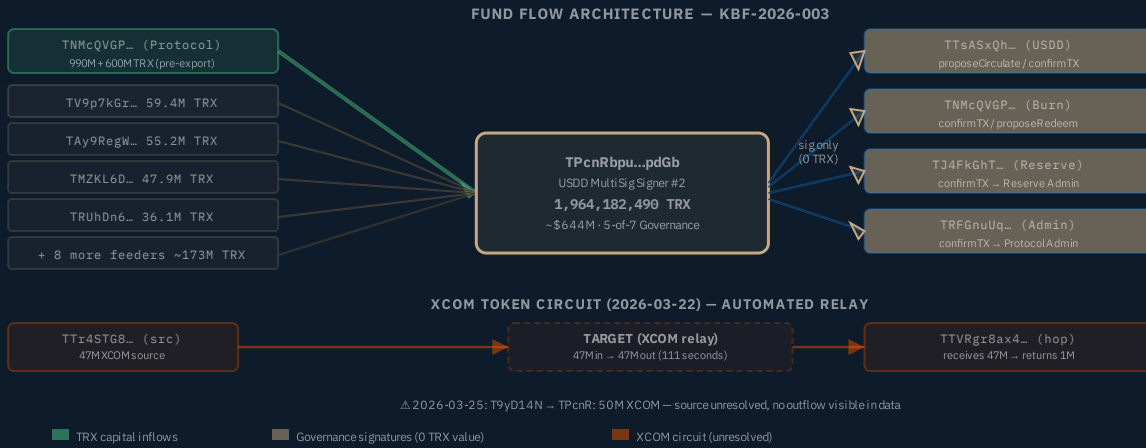 FUND FLOW ARCHITECTURE — KBF-2026-003
TNMcQVGP… (Protocol)
990M + 600M TRX (pre-export)
TV9p7kGr… 59.4M TRX
TAy9RegW… 55.2M TRX
TMZKL6D… 47.9M TRX
TRUhDn6… 36.1M TRX
+ 8 more feeders ~173M TRX
TPcnRbpu…pdGb
USDD MultiSig Signer #2
1,964,182,490 TRX
~$644M · 5-of-7 Governance
sig only
(0 TRX)
TTsASxQh… (USDD)
proposeCirculate / confirmTX
TNMcQVGP… (Burn)
confirmTX / proposeRedeem
TJ4FkGhT… (Reserve)
confirmTX → Reserve Admin
TRFGnuUq… (Admin)
confirmTX → Protocol Admin
XCOM TOKEN CIRCUIT (2026-03-22) — AUTOMATED RELAY
TTr4STG8… (src)
47M XCOM source
TARGET (XCOM relay)
47M in → 47M out (111 seconds)
TTVRgr8ax4… (hop)
receives 47M → returns 1M
⚠ 2026-03-25: T9yD14N → TPcnR: 50M XCOM — source unresolved, no outflow visible in data
TRX capital inflows
Governance signatures (0 TRX value)
XCOM circuit (unresolved)